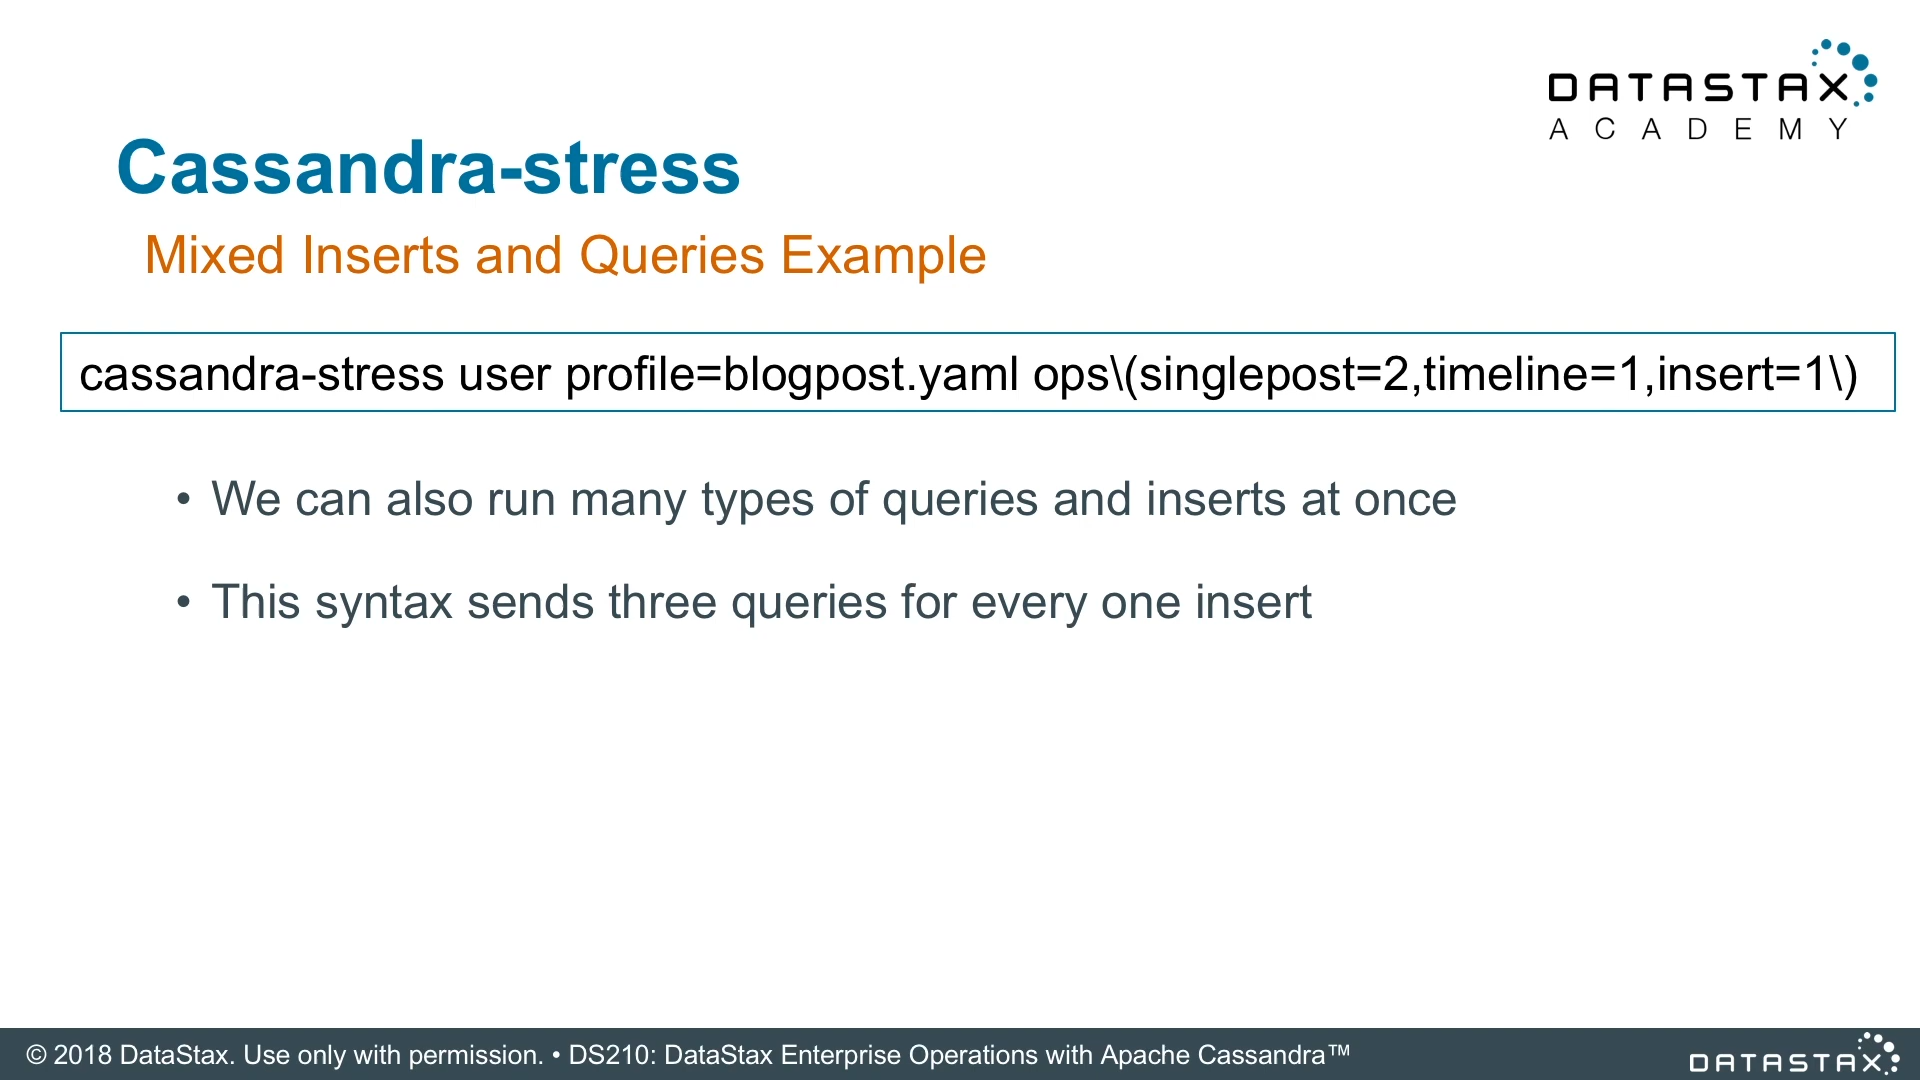 DATASTAX
ACADEMY
Cassandra-stress
Mixed Inserts and Queries Example
cassandra-stress user profile=blogpost.yaml ops\(singlepost=2,timeline=1,insert=1\)
• We can also run many types of queries and inserts at once
• This syntax sends three queries for every one insert
© 2018 DataStax. Use only with permission. • DS210: DataStax Enterprise Operations with Apache Cassandra™
DATASTAX